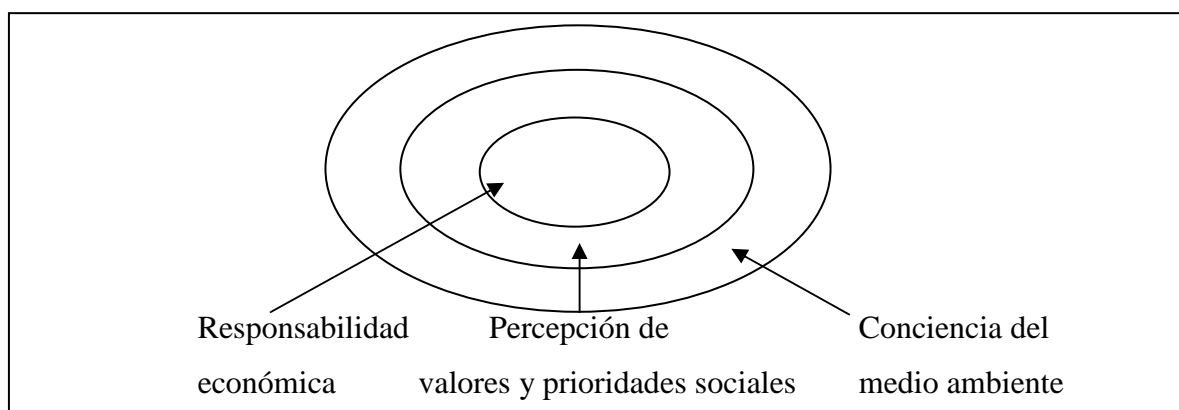 Responsabilidad
económica
Percepción de
valores y prioridades sociales
Conciencia del
medio ambiente